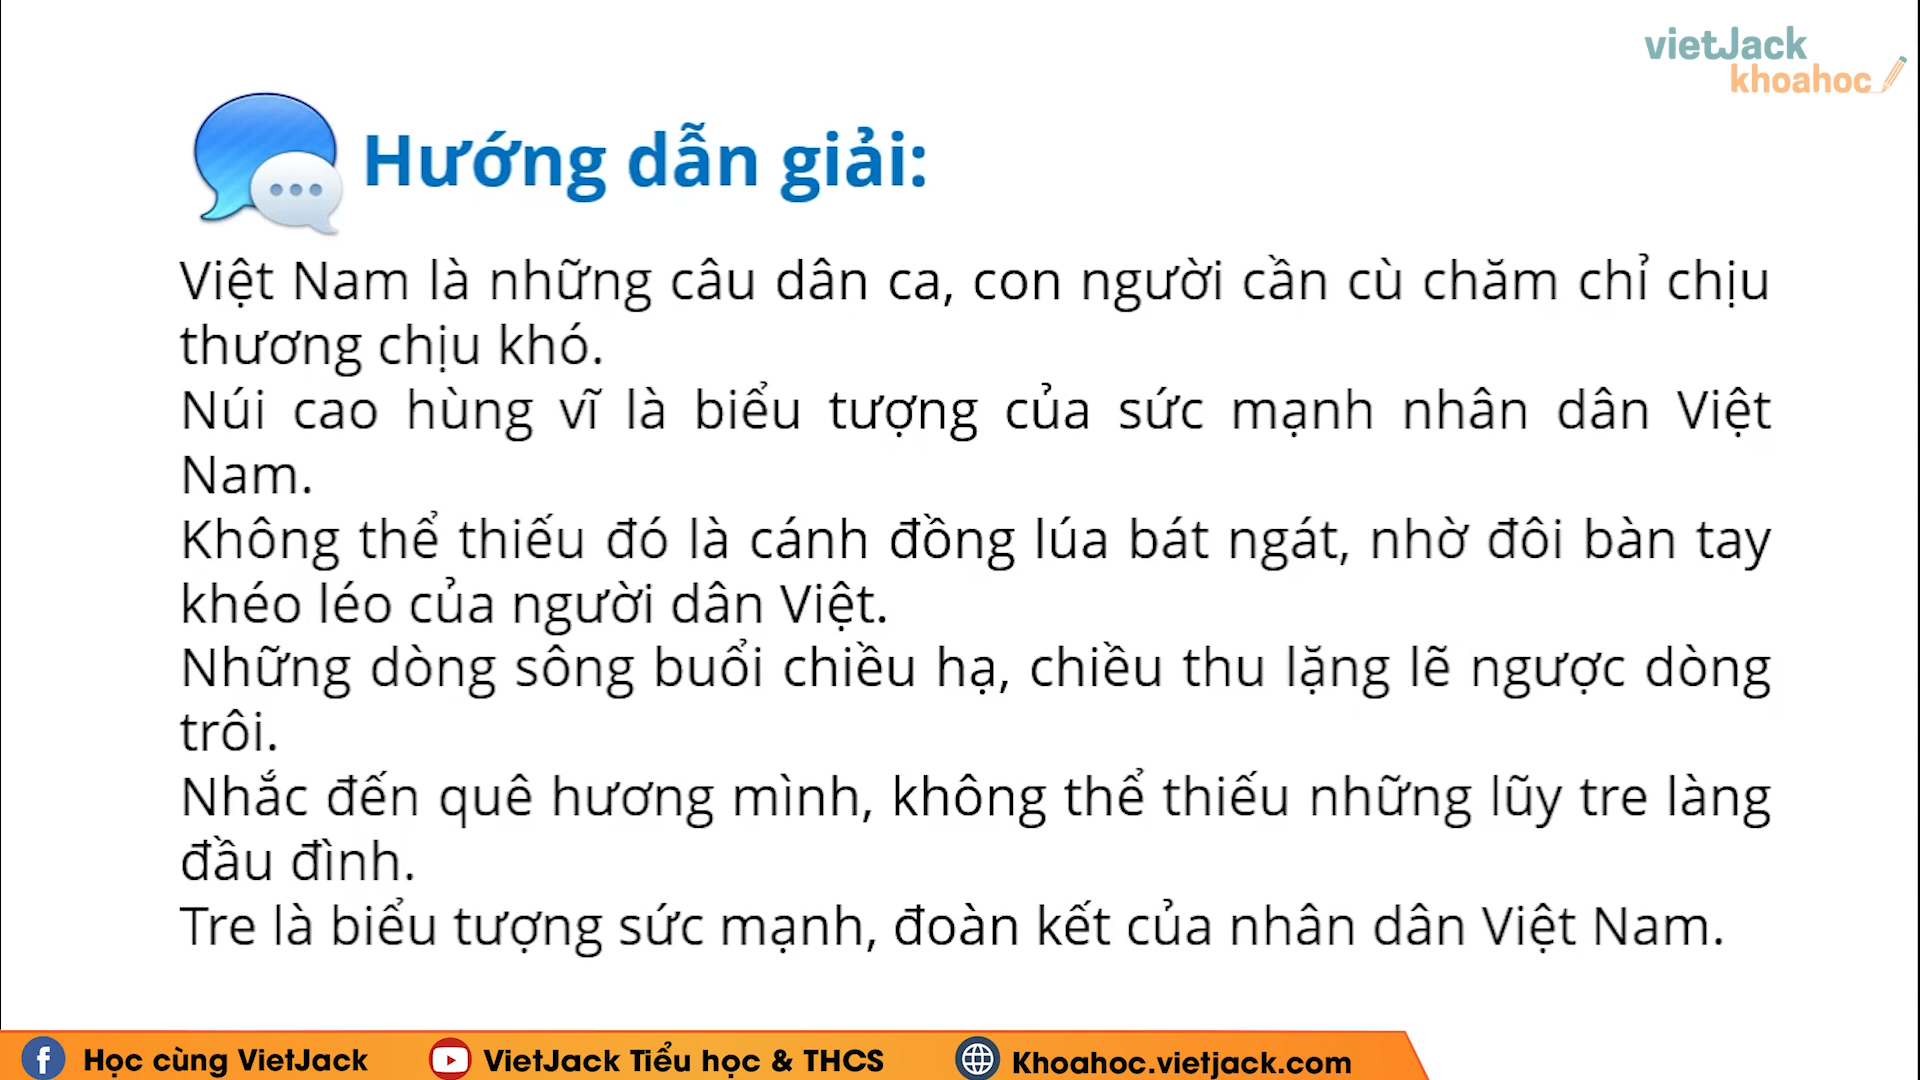 vietJack
khoahoc
Hướng dẫn giải:
Việt Nam là những câu dân ca, con người cần cù chăm chỉ chịu
thương chịu khó.
Núi cao hùng vĩ là biểu tượng của sức mạnh nhân dân Việt
Nam.
Không thể thiếu đó là cánh đồng lúa bát ngát, nhờ đôi bàn tay
khéo léo của người dân Việt.
Những dòng sông buổi chiều hạ, chiều thu lặng lẽ ngược dòng
trôi.
Nhắc đến quê hương mình, không thể thiếu những lũy tre làng
đầu đình.
Tre là biểu tượng sức mạnh, đoàn kết của nhân dân Việt Nam.
Học cùng VietJack
VietJack Tiểu học & THCS
Khoahoc.vietjack.com